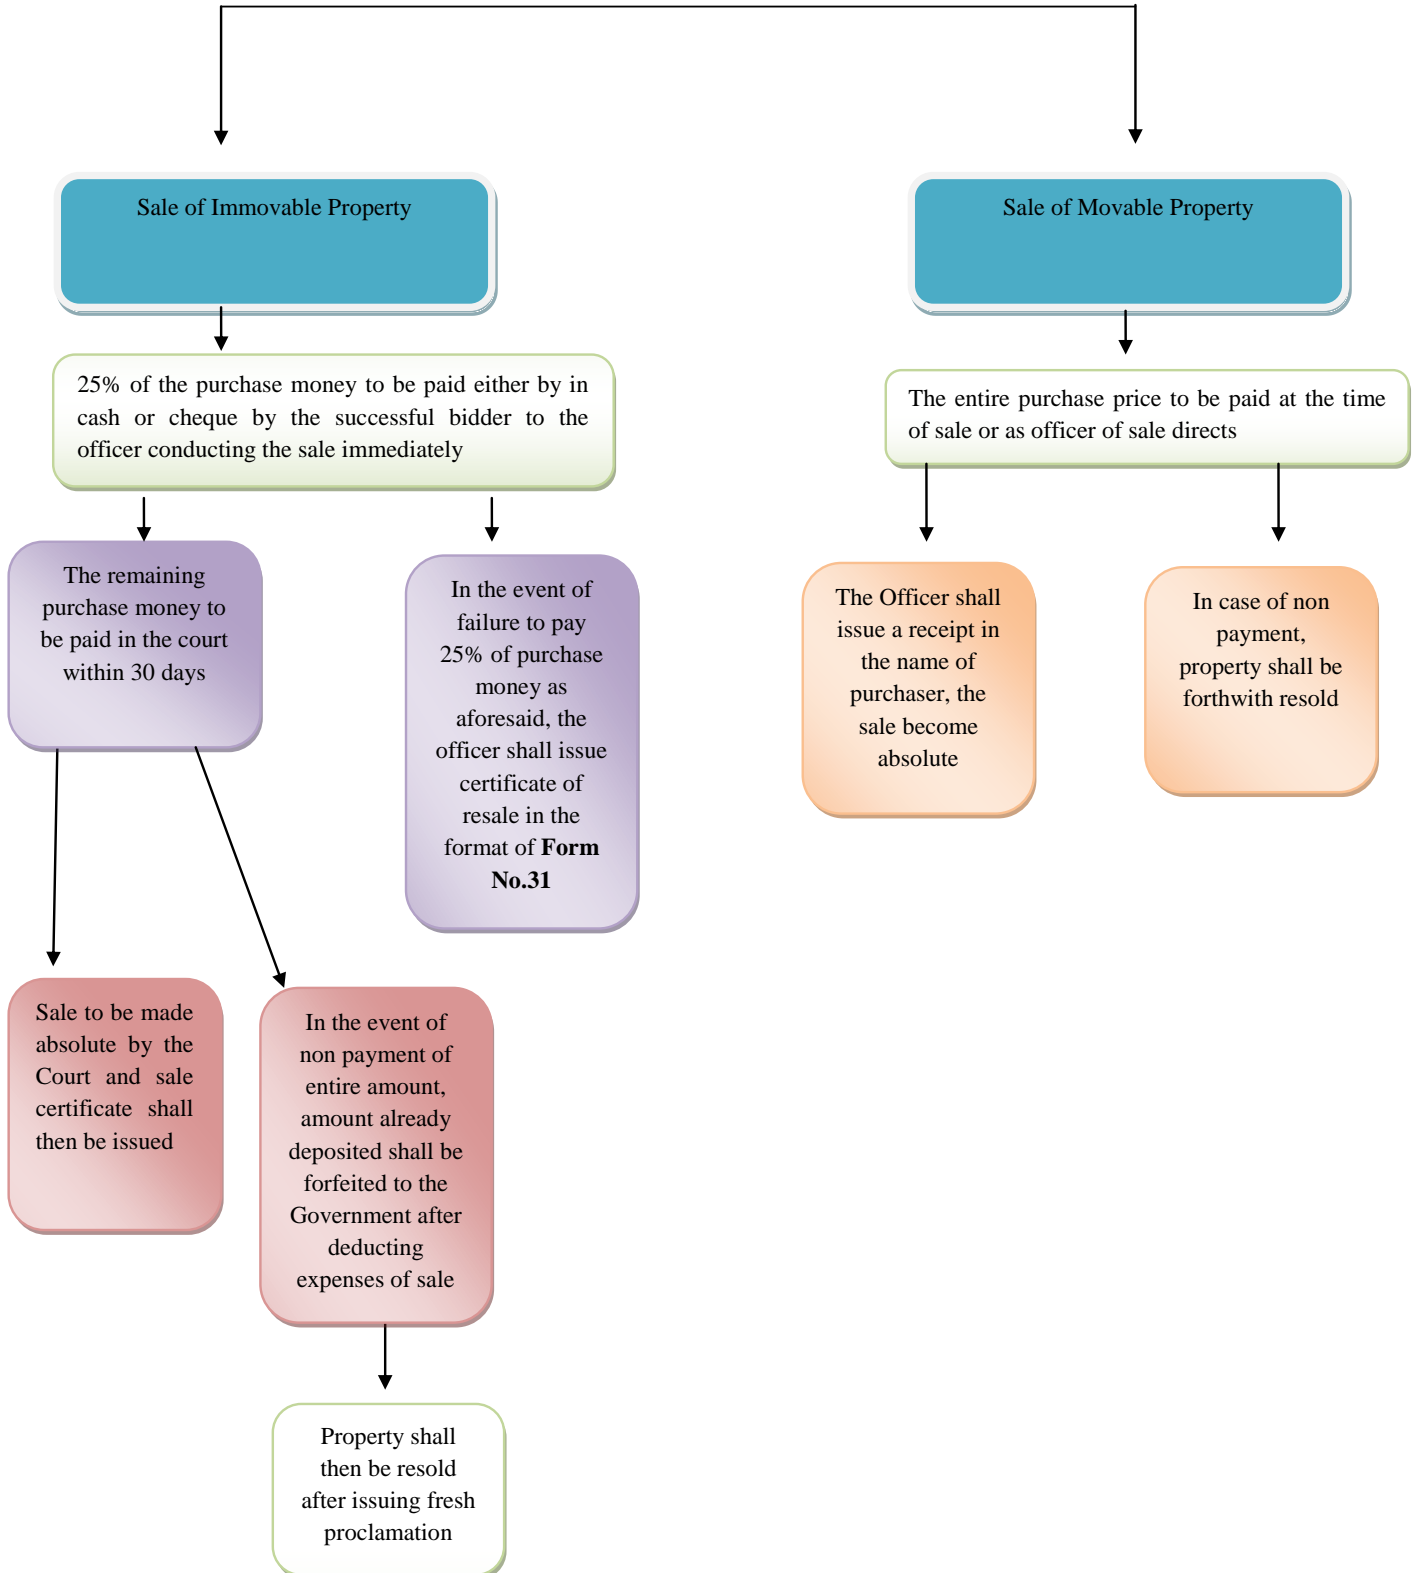 Sale of Immovable Property
Sale of Movable Property
25% of the purchase money to be paid either by in
cash or cheque by the successful bidder to the
officer conducting the sale immediately
The entire purchase price to be paid at the time
of sale or as officer of sale directs
The remaining
purchase money to
be paid in the court
within 30 days
In the event of
failure to pay
25% of purchase
money as
aforesaid, the
officer shall issue
certificate of
resale in the
format of Form
No.31
The Officer shall
issue a receipt in
the name of
purchaser, the
sale become
absolute
In case of non
payment,
property shall be
forthwith resold
Sale to be made
absolute by the
Court and sale
certificate shall
then be issued
In the event of
non payment of
entire amount,
amount already
deposited shall be
forfeited to the
Government after
deducting
expenses of sale
Property shall
then be resold
after issuing fresh
proclamation